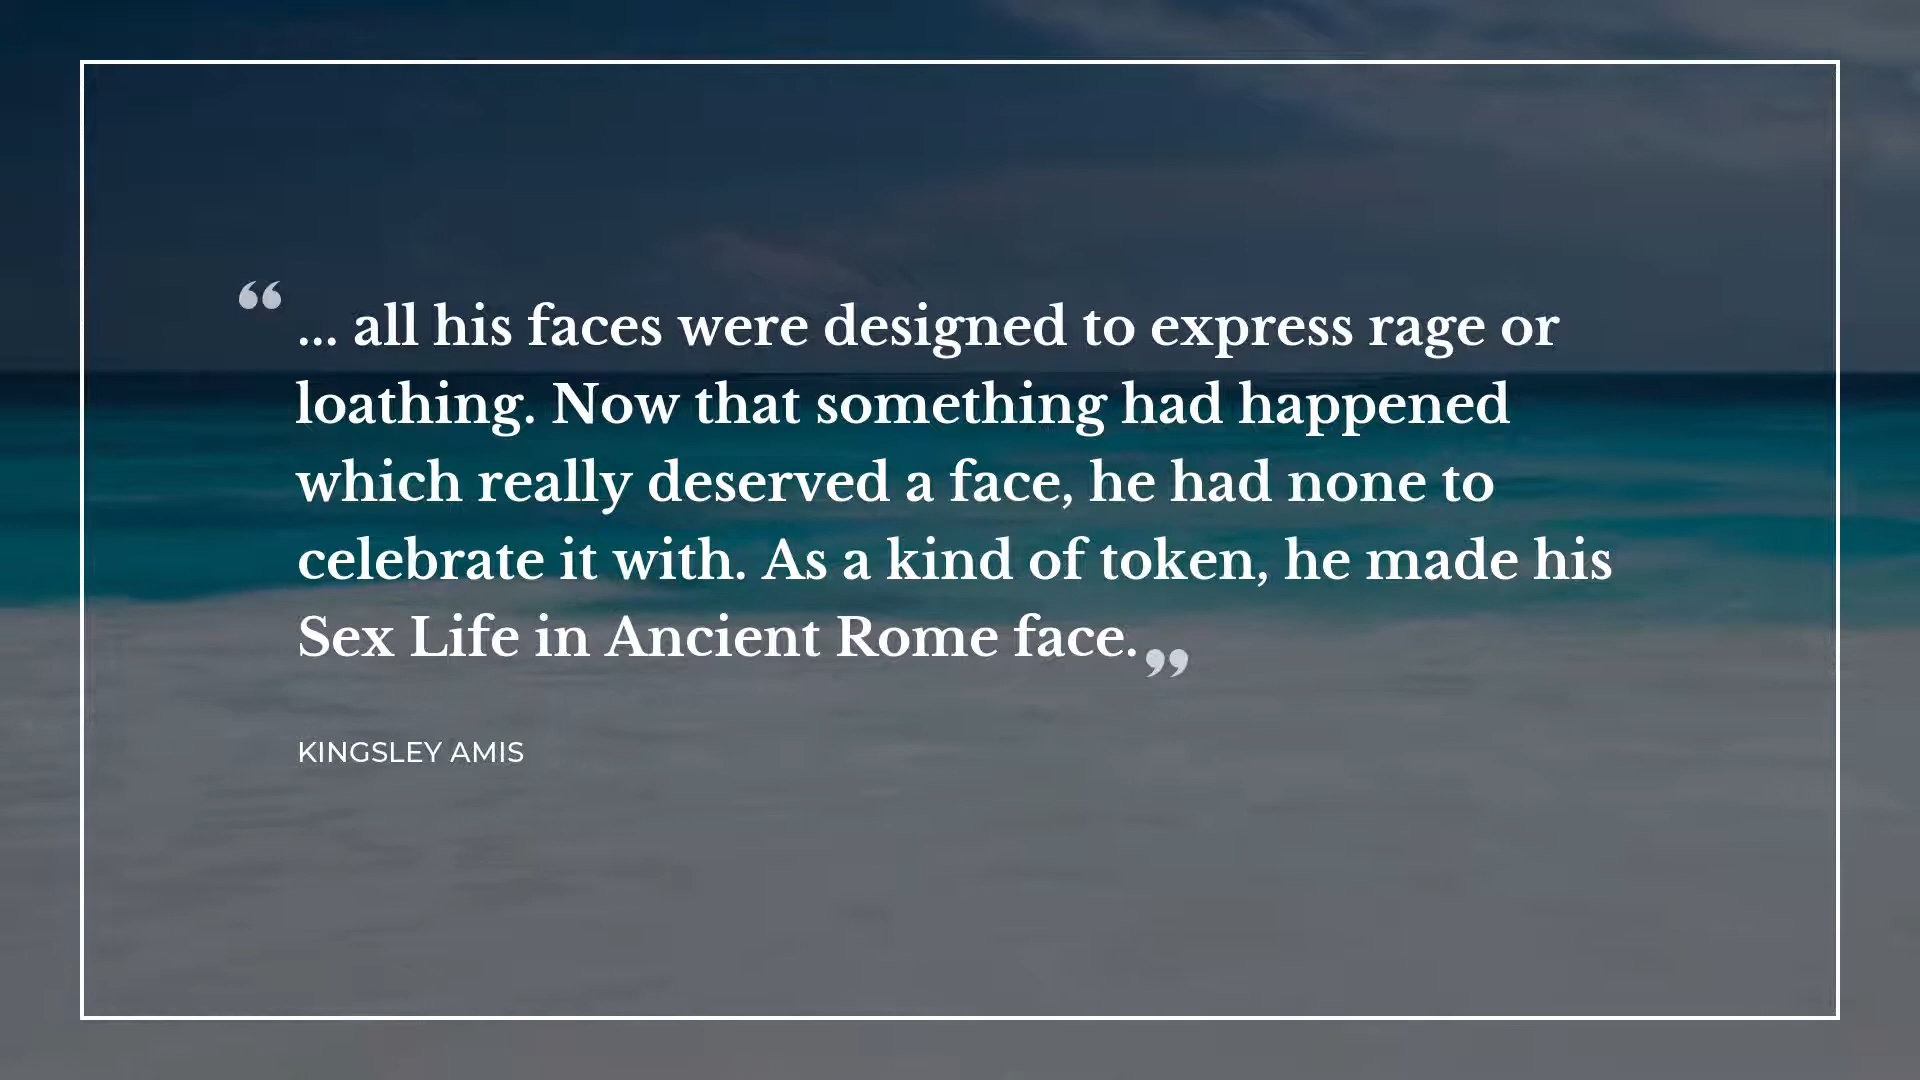 “... all his faces were designed to express rage or
loathing. Now that something had happened
which really deserved a face, he had none to
celebrate it with. As a kind of token, he made his
Sex Life in Ancient Rome face.”
KINGSLEY AMIS